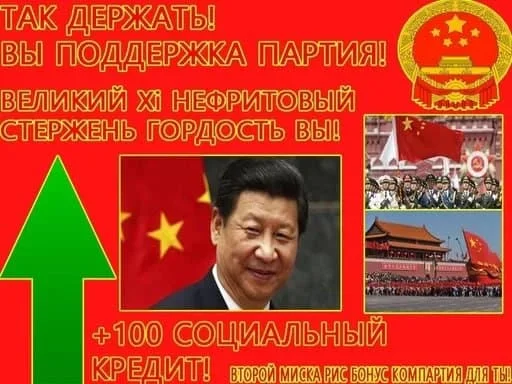 ТАК ДЕРЖАТЬ!
ВЫ ПОДДЕРЖКА ПАРТИЯ!
ВЕЛИКИЙ Xi НЕФРИТОВЫЙ
СТЕРЖЕНЬ ГОРДОСТЬ ВЫ!
+100 СОЦИАЛЬНЫЙ
КРЕДИТ!
ВТОРОЙ МИСКА РИС БОНУС КОМПАРТИЯ ДЛЯ ТЫ!